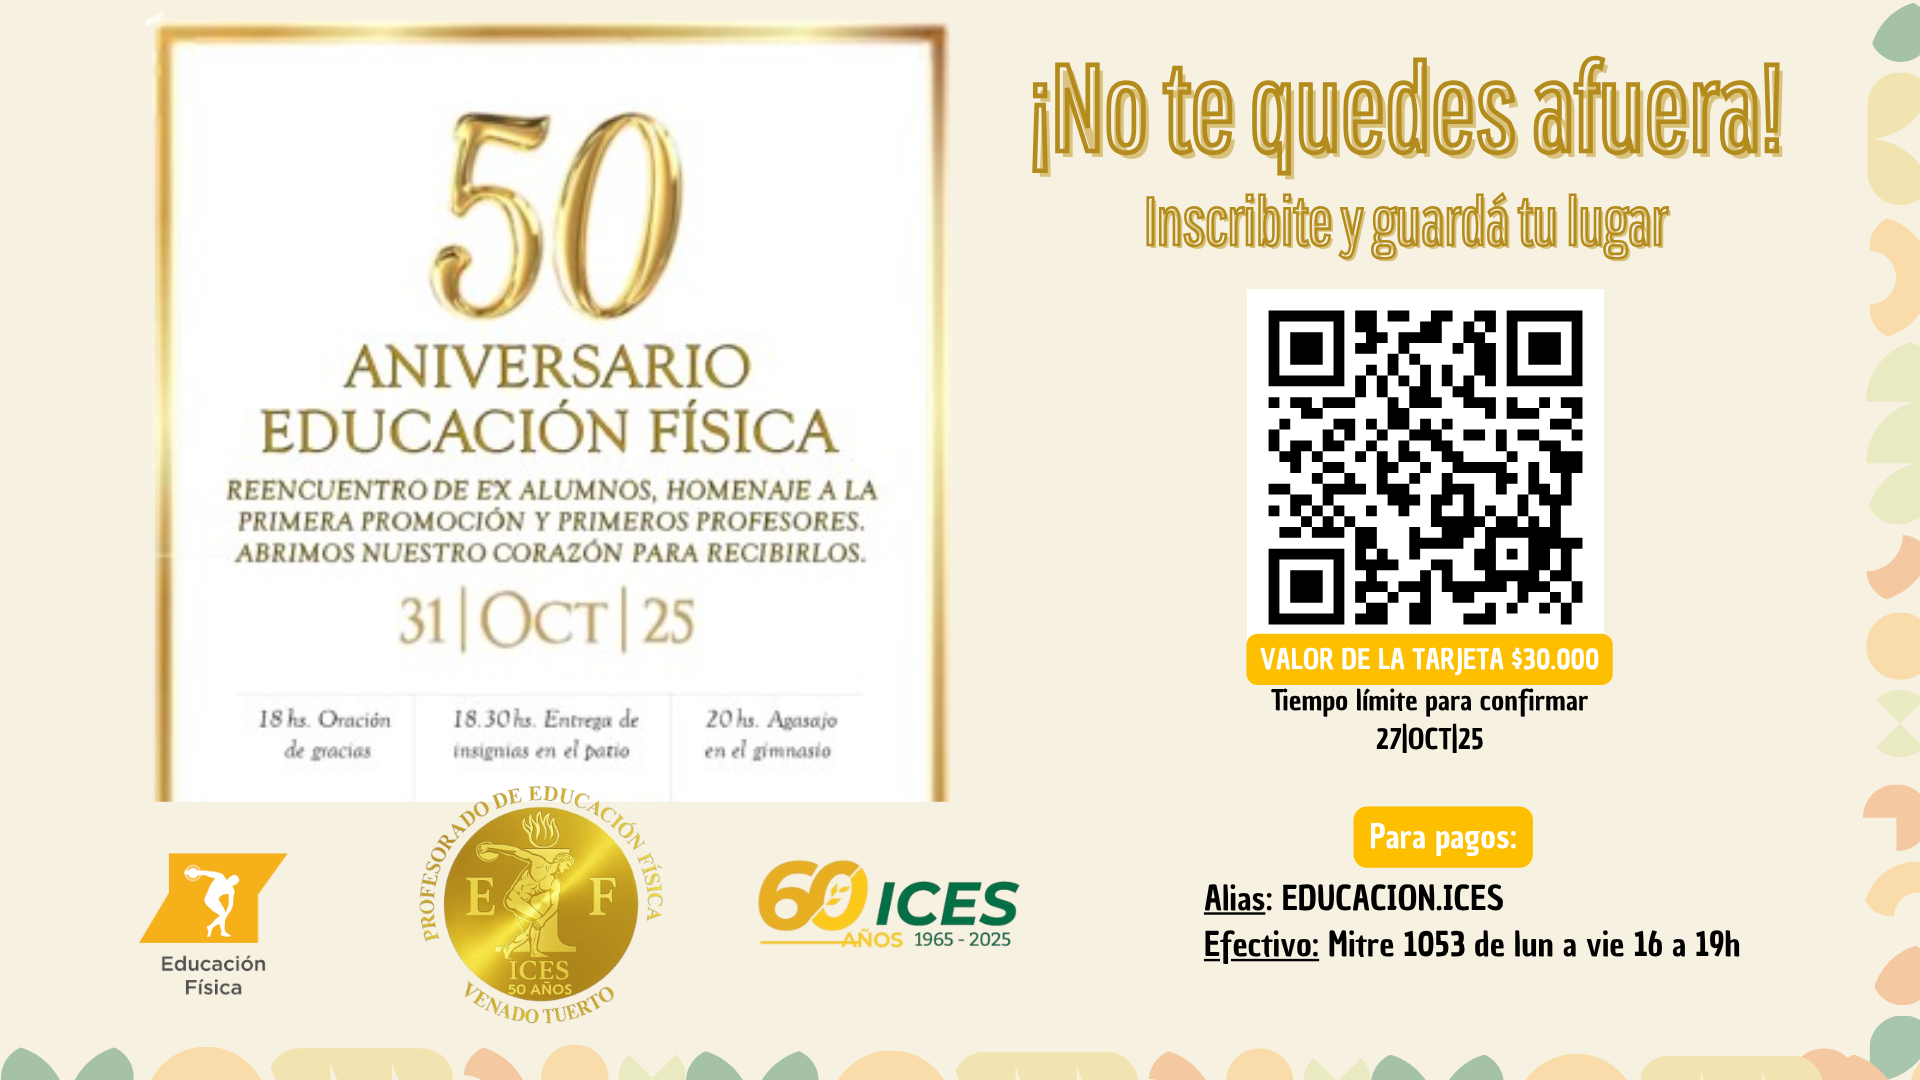 50
ANIVERSARIO
EDUCACIÓN FÍSICA
REENCUENTRO DE EX ALUMNOS, HOMENAJE A LA
PRIMERA PROMOCIÓN Y PRIMEROS PROFESORES.
ABRIMOS NUESTRO CORAZÓN PARA RECIBIRLOS.
31|OCT|25
18 hs. Oración
de gracias
18.30 hs. Entrega de
insignias en el patio
20 hs. Agasajo
en el gimnasio
Educación
Física
PROFESORADO DE EDUCACIÓN FÍSICA
E F
ICES
50 AÑOS
VENADO TUERTO
60 ICES
AÑOS 1965 - 2025
¡No te quedes afuera!
Inscribite y guardá tu lugar
VALOR DE LA TARJETA $30.000
Tiempo límite para confirmar
27|OCT|25
Para pagos:
Alias: EDUCACION.ICES
Efectivo: Mitre 1053 de lun a vie 16 a 19h